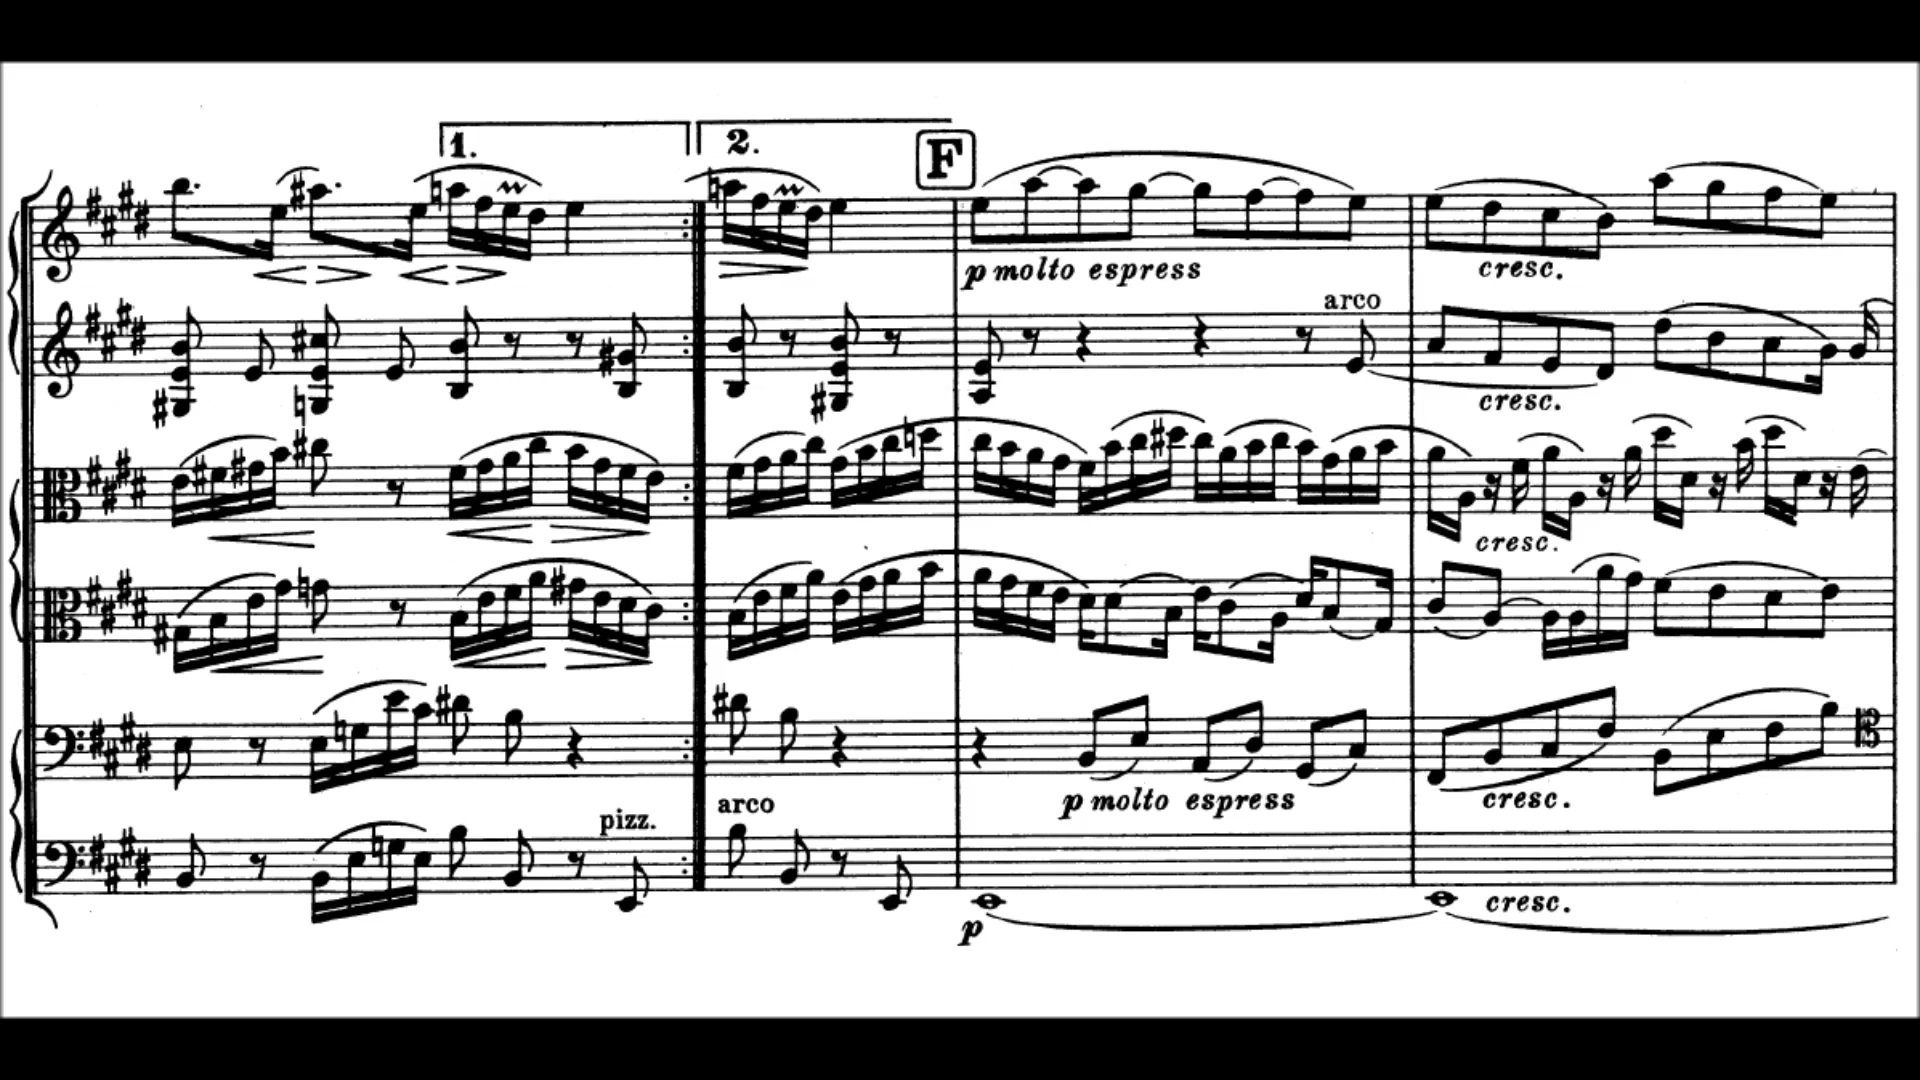 1.
2.
F
p molto espress
cresc.
arco
cresc.
cresc.
p molto espress
cresc.
pizz.
arco
p
cresc.